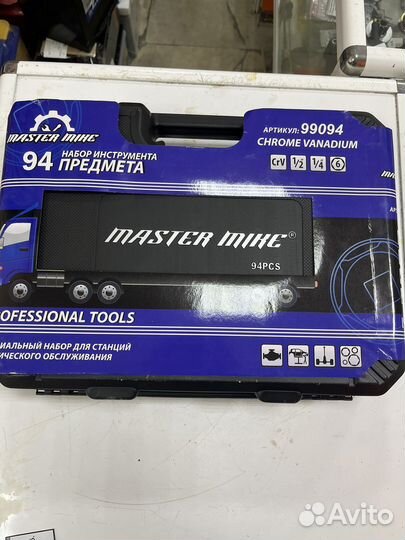 MASTER MIKE
94 НАБОР ИНСТРУМЕНТА
ПРЕДМЕТА
АРТИКУЛ: 99094
CHROME VANADIUM
CrV 1/2 1/4 6
MASTER MIKE®
94PCS
OFESSIONAL TOOLS
ИАЛЬНЫЙ НАБОР ДЛЯ СТАНЦИЙ
ИЧЕСКОГО ОБСЛУЖИВАНИЯ
Avito